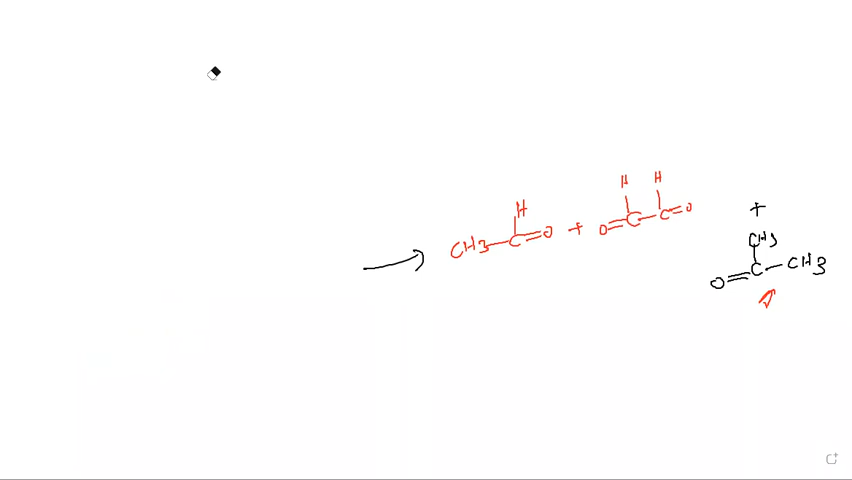 H H H
CH3-C=O + O=C-C=O +
CH3
O=C-CH3